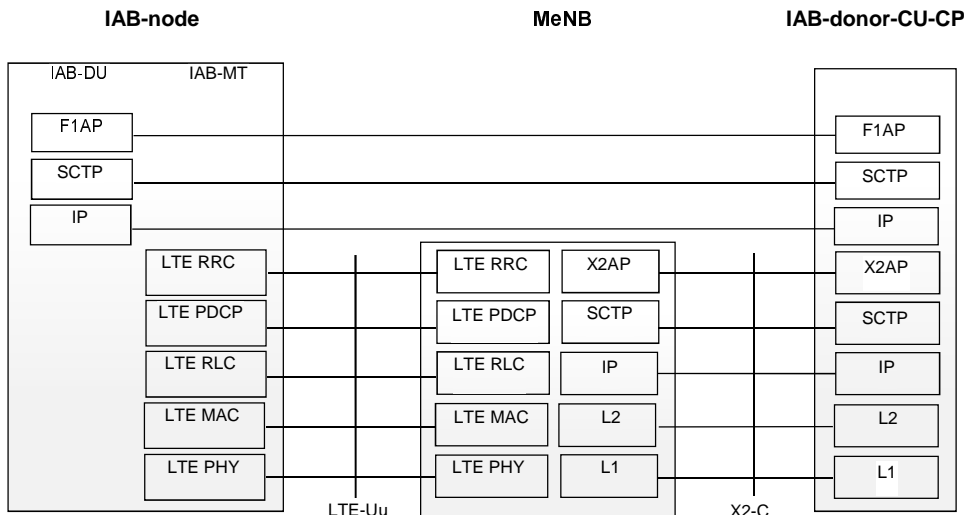 IAB-node MeNB IAB-donor-CU-CP
IAB-DU IAB-MT
F1AP F1AP
SCTP SCTP
IP IP
LTE RRC LTE RRC X2AP X2AP
LTE PDCP LTE PDCP SCTP SCTP
LTE RLC LTE RLC IP IP
LTE MAC LTE MAC L2 L2
LTE PHY LTE PHY L1 L1
LTE-Uu X2-C